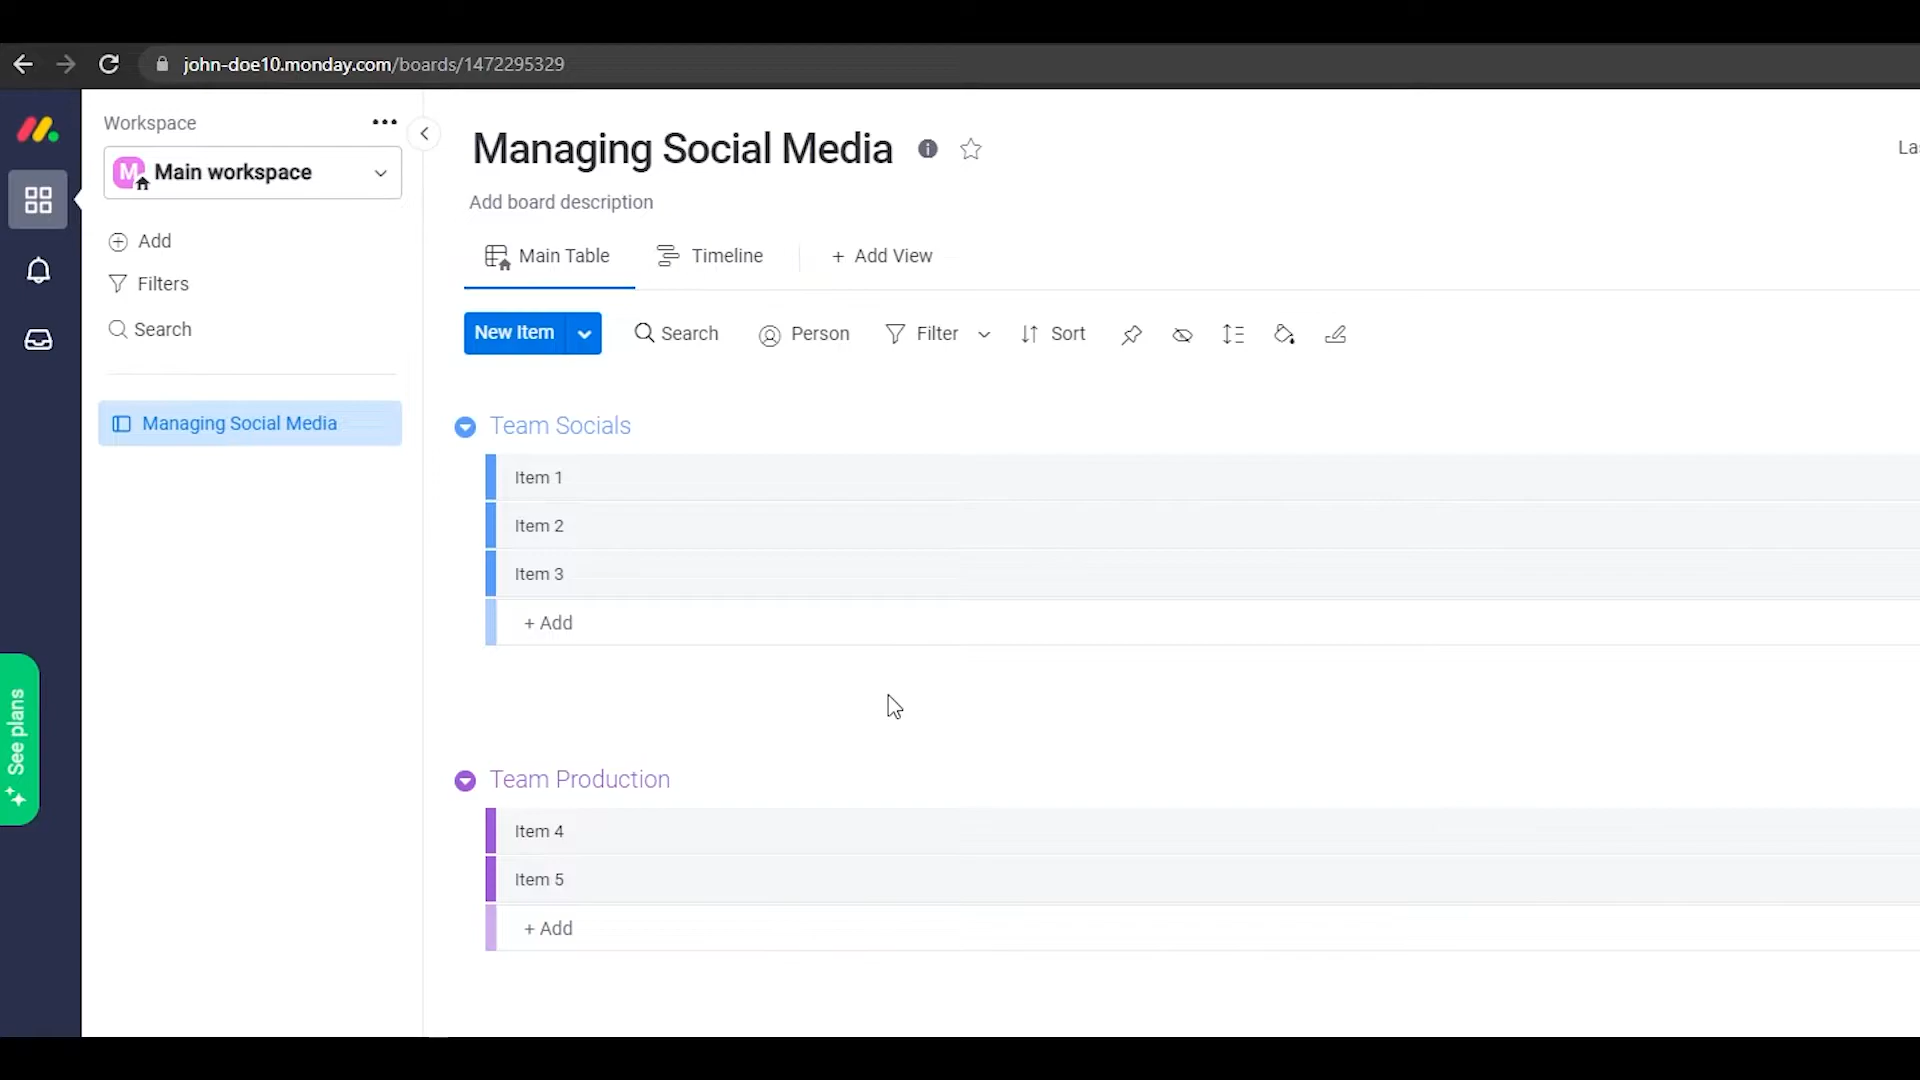 john-doe10.monday.com/boards/1472295329
Workspace
M Main workspace
Add
Filters
Search
Managing Social Media
See plans
Managing Social Media
Add board description
Main Table
Timeline
+ Add View
New Item
Search
Person
Filter
Sort
Team Socials
Item 1
Item 2
Item 3
+ Add
Team Production
Item 4
Item 5
+ Add